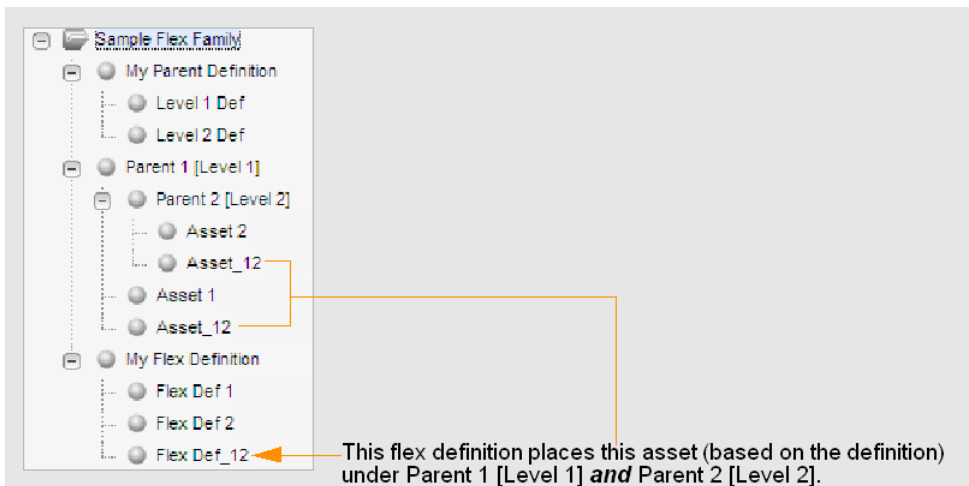 Sample Flex Family
My Parent Definition
Level 1 Def
Level 2 Def
Parent 1 [Level 1]
Parent 2 [Level 2]
Asset 2
Asset_12
Asset 1
Asset_12
My Flex Definition
Flex Def 1
Flex Def 2
Flex Def_12
This flex definition places this asset (based on the definition)
under Parent 1 [Level 1] and Parent 2 [Level 2].